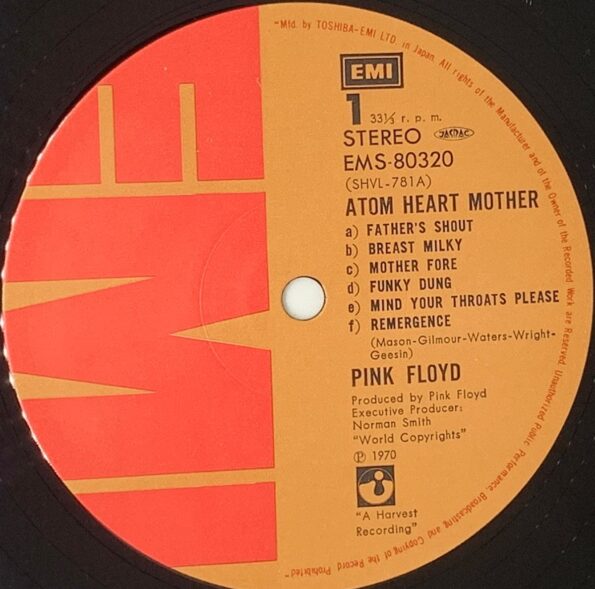 "Mfd. by TOSHIBA-EMI LTD. in Japan. All rights of the Manufacturer and of the Owner of the Recorded Work are Reserved. Unauthorized Public Performance, Broadcasting and Copying of the Record Prohibited"
EMI
EMI
1 33⅓ r. p. m.
STEREO JASRAC
EMS-80320
(SHVL-781A)
ATOM HEART MOTHER
a) FATHER'S SHOUT
b) BREAST MILKY
c) MOTHER FORE
d) FUNKY DUNG
e) MIND YOUR THROATS PLEASE
f) REMERGENCE
(Mason-Gilmour-Waters-Wright-
Geesin)
PINK FLOYD
Produced by Pink Floyd
Executive Producer:
Norman Smith
"World Copyrights"
Ⓟ 1970
"A Harvest
Recording"